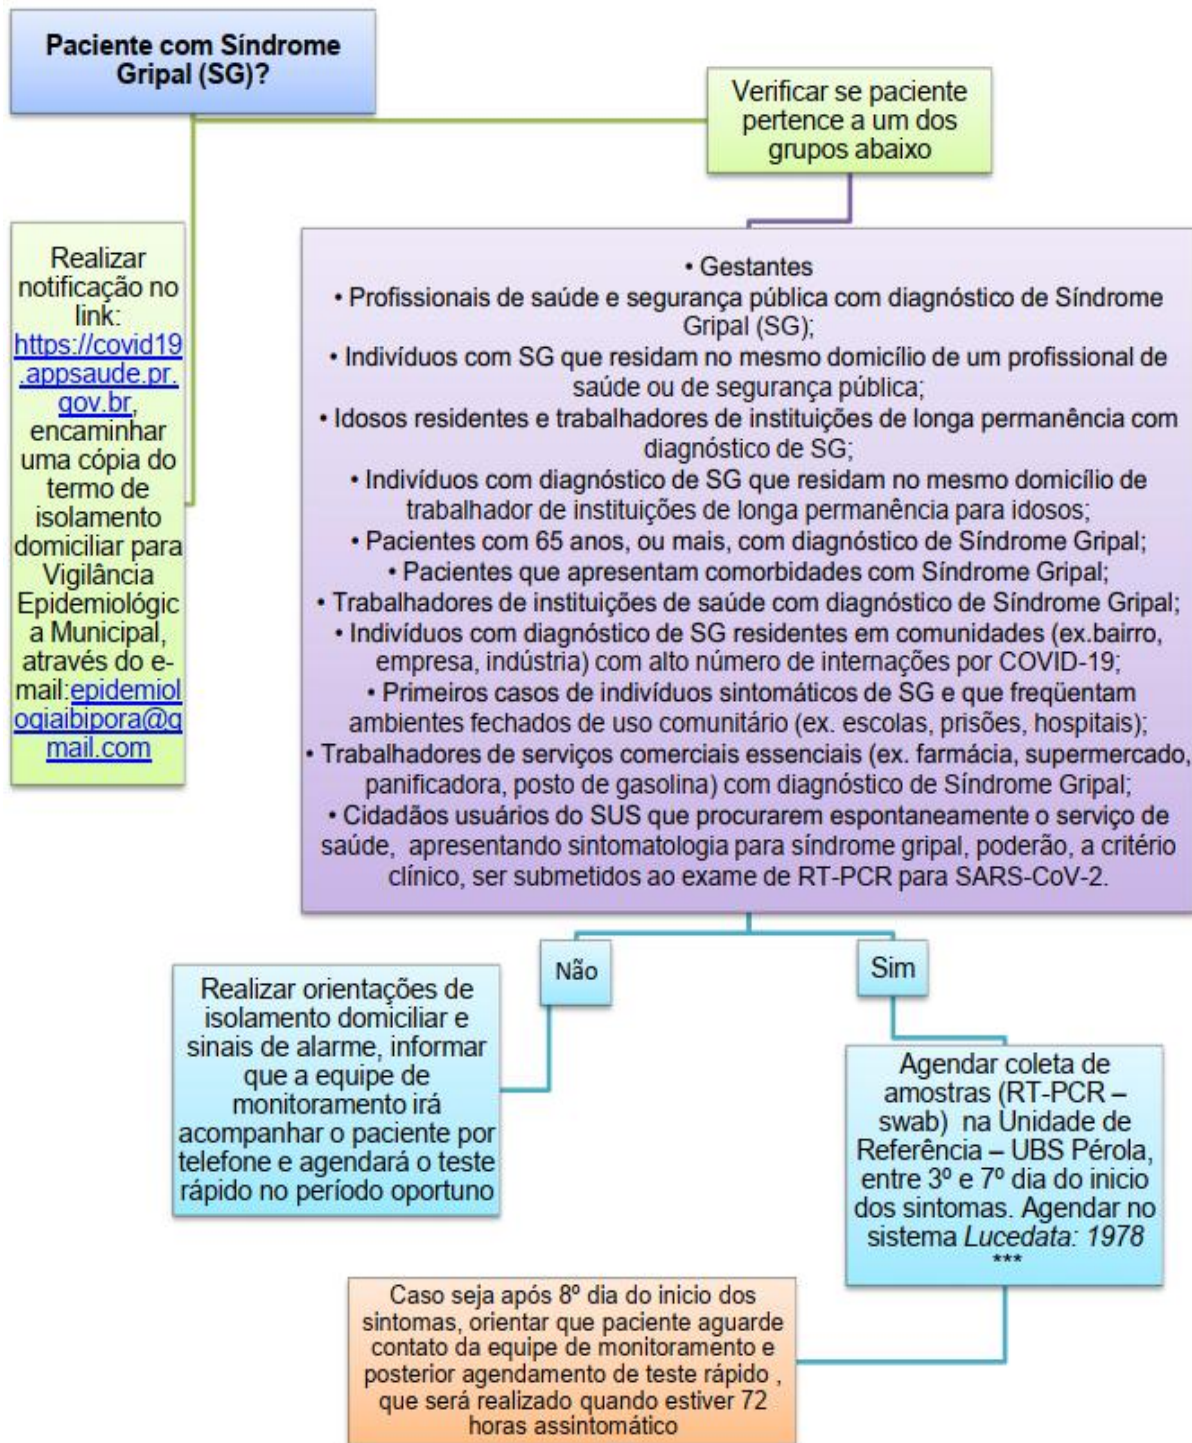 Paciente com Síndrome
Gripal (SG)?
Verificar se paciente
pertence a um dos
grupos abaixo
Realizar
notificação no
link:
https://covid19
.appsaude.pr.
gov.br,
encaminhar
uma cópia do
termo de
isolamento
domiciliar para
Vigilância
Epidemiológic
a Municipal,
através do e-
mail:epidemiol
ogiaibipora@g
mail.com
• Gestantes
• Profissionais de saúde e segurança pública com diagnóstico de Síndrome
Gripal (SG);
• Indivíduos com SG que residam no mesmo domicílio de um profissional de
saúde ou de segurança pública;
• Idosos residentes e trabalhadores de instituições de longa permanência com
diagnóstico de SG;
• Indivíduos com diagnóstico de SG que residam no mesmo domicílio de
trabalhador de instituições de longa permanência para idosos;
• Pacientes com 65 anos, ou mais, com diagnóstico de Síndrome Gripal;
• Pacientes que apresentam comorbidades com Síndrome Gripal;
• Trabalhadores de instituições de saúde com diagnóstico de Síndrome Gripal;
• Indivíduos com diagnóstico de SG residentes em comunidades (ex.bairro,
empresa, indústria) com alto número de internações por COVID-19;
• Primeiros casos de indivíduos sintomáticos de SG e que freqüentam
ambientes fechados de uso comunitário (ex. escolas, prisões, hospitais);
• Trabalhadores de serviços comerciais essenciais (ex. farmácia, supermercado,
panificadora, posto de gasolina) com diagnóstico de Síndrome Gripal;
• Cidadãos usuários do SUS que procurarem espontaneamente o serviço de
saúde, apresentando sintomatologia para síndrome gripal, poderão, a critério
clínico, ser submetidos ao exame de RT-PCR para SARS-CoV-2.
Não
Sim
Realizar orientações de
isolamento domiciliar e
sinais de alarme, informar
que a equipe de
monitoramento irá
acompanhar o paciente por
telefone e agendará o teste
rápido no período oportuno
Agendar coleta de
amostras (RT-PCR –
swab) na Unidade de
Referência – UBS Pérola,
entre 3º e 7º dia do inicio
dos sintomas. Agendar no
sistema Lucedata: 1978
***
Caso seja após 8º dia do inicio dos
sintomas, orientar que paciente aguarde
contato da equipe de monitoramento e
posterior agendamento de teste rápido ,
que será realizado quando estiver 72
horas assintomático